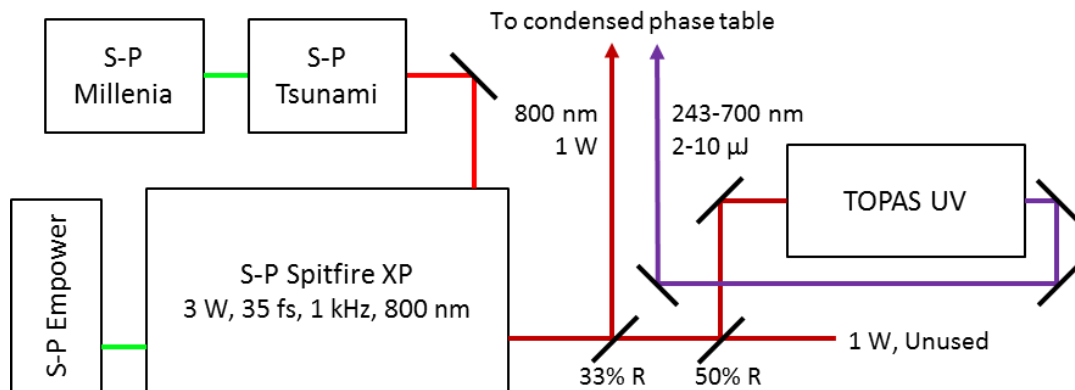 To condensed phase table
S-P
Millenia
S-P
Tsunami
800 nm
1 W
243-700 nm
2-10 µJ
TOPAS UV
S-P Empower
S-P Spitfire XP
3 W, 35 fs, 1 kHz, 800 nm
1 W, Unused
33% R
50% R